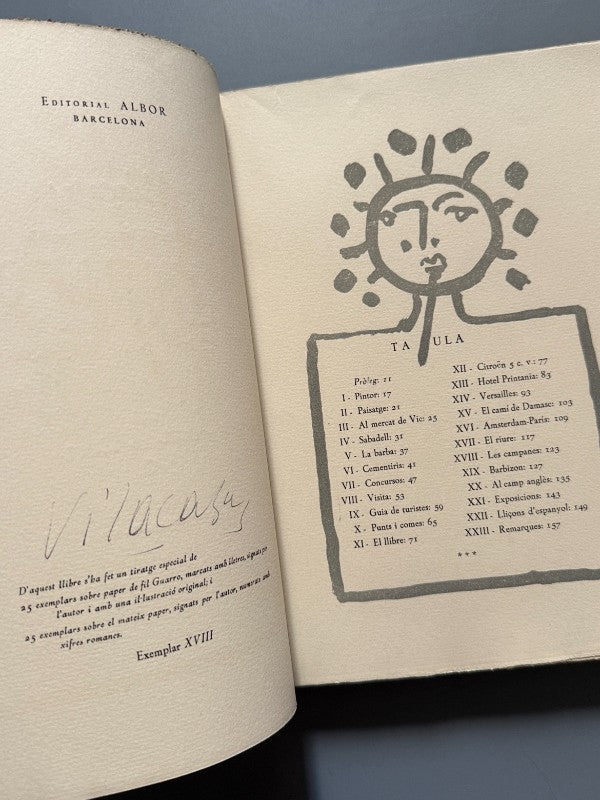 Editorial ALBOR
BARCELONA
Vilacasas
D'aquest llibre s'ha fet un tiratge especial de
25 exemplars sobre paper de fil Guarro, marcats amb lletres, signats per
l'autor i amb una il·lustració original; i
25 exemplars sobre el mateix paper, signats per l'autor, numerats amb
xifres romanes.
Exemplar XVIII
TAULA
Pròleg: 11
I - Pintor: 17
II - Paisatge: 21
III - Al mercat de Vic: 25
IV - Sabadell: 31
V - La barba: 37
VI - Cementiria: 41
VII - Concursos: 47
VIII - Visita: 53
IX - Guia de turistes: 59
X - Punts i comes: 65
XI - El llibre: 71
XII - Citroën 5 c. v.: 77
XIII - Hotel Printania: 83
XIV - Versailles: 93
XV - El camí de Damasc: 103
XVI - Amsterdam-París: 109
XVII - El riure: 117
XVIII - Les campanes: 123
XIX - Barbizon: 127
XX - Al camp anglès: 135
XXI - Exposicions: 143
XXII - Lliçons d'espanyol: 149
XXIII - Remarques: 157
***